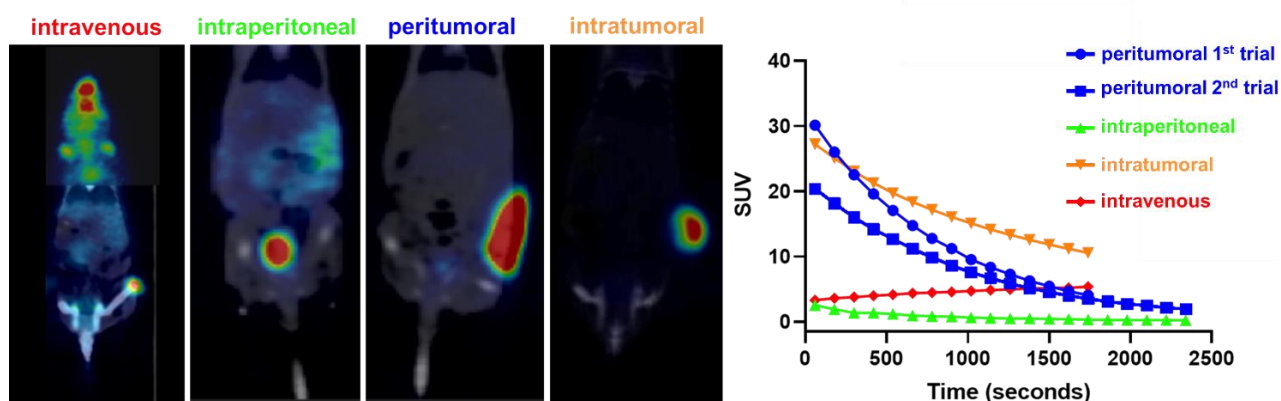 intravenous
intraperitoneal
peritumoral
intratumoral
peritumoral 1st trial
peritumoral 2nd trial
intraperitoneal
intratumoral
intravenous
40
30
20
10
0
SUV
0 500 1000 1500 2000 2500
Time (seconds)